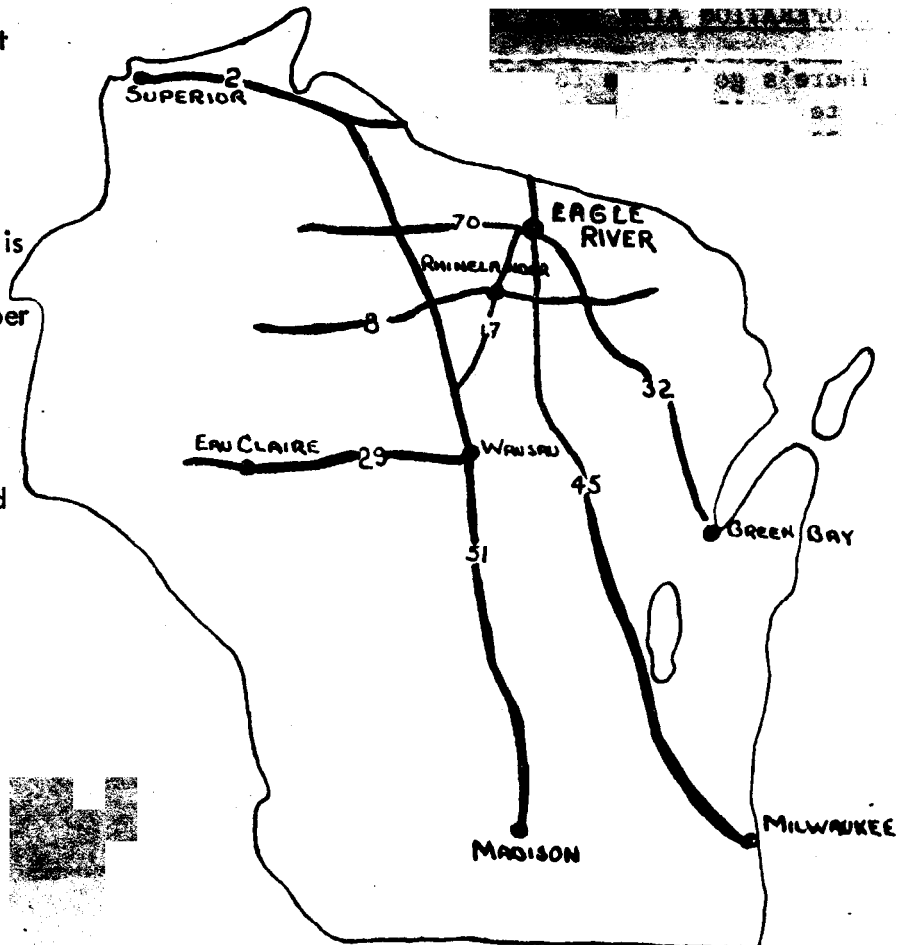 2
SUPERIOR
70
EAGLE
RIVER
is
RHINELANDER
8
17
32
EAU CLAIRE
29
WAUSAU
45
51
GREEN BAY
MADISON
MILWAUKEE